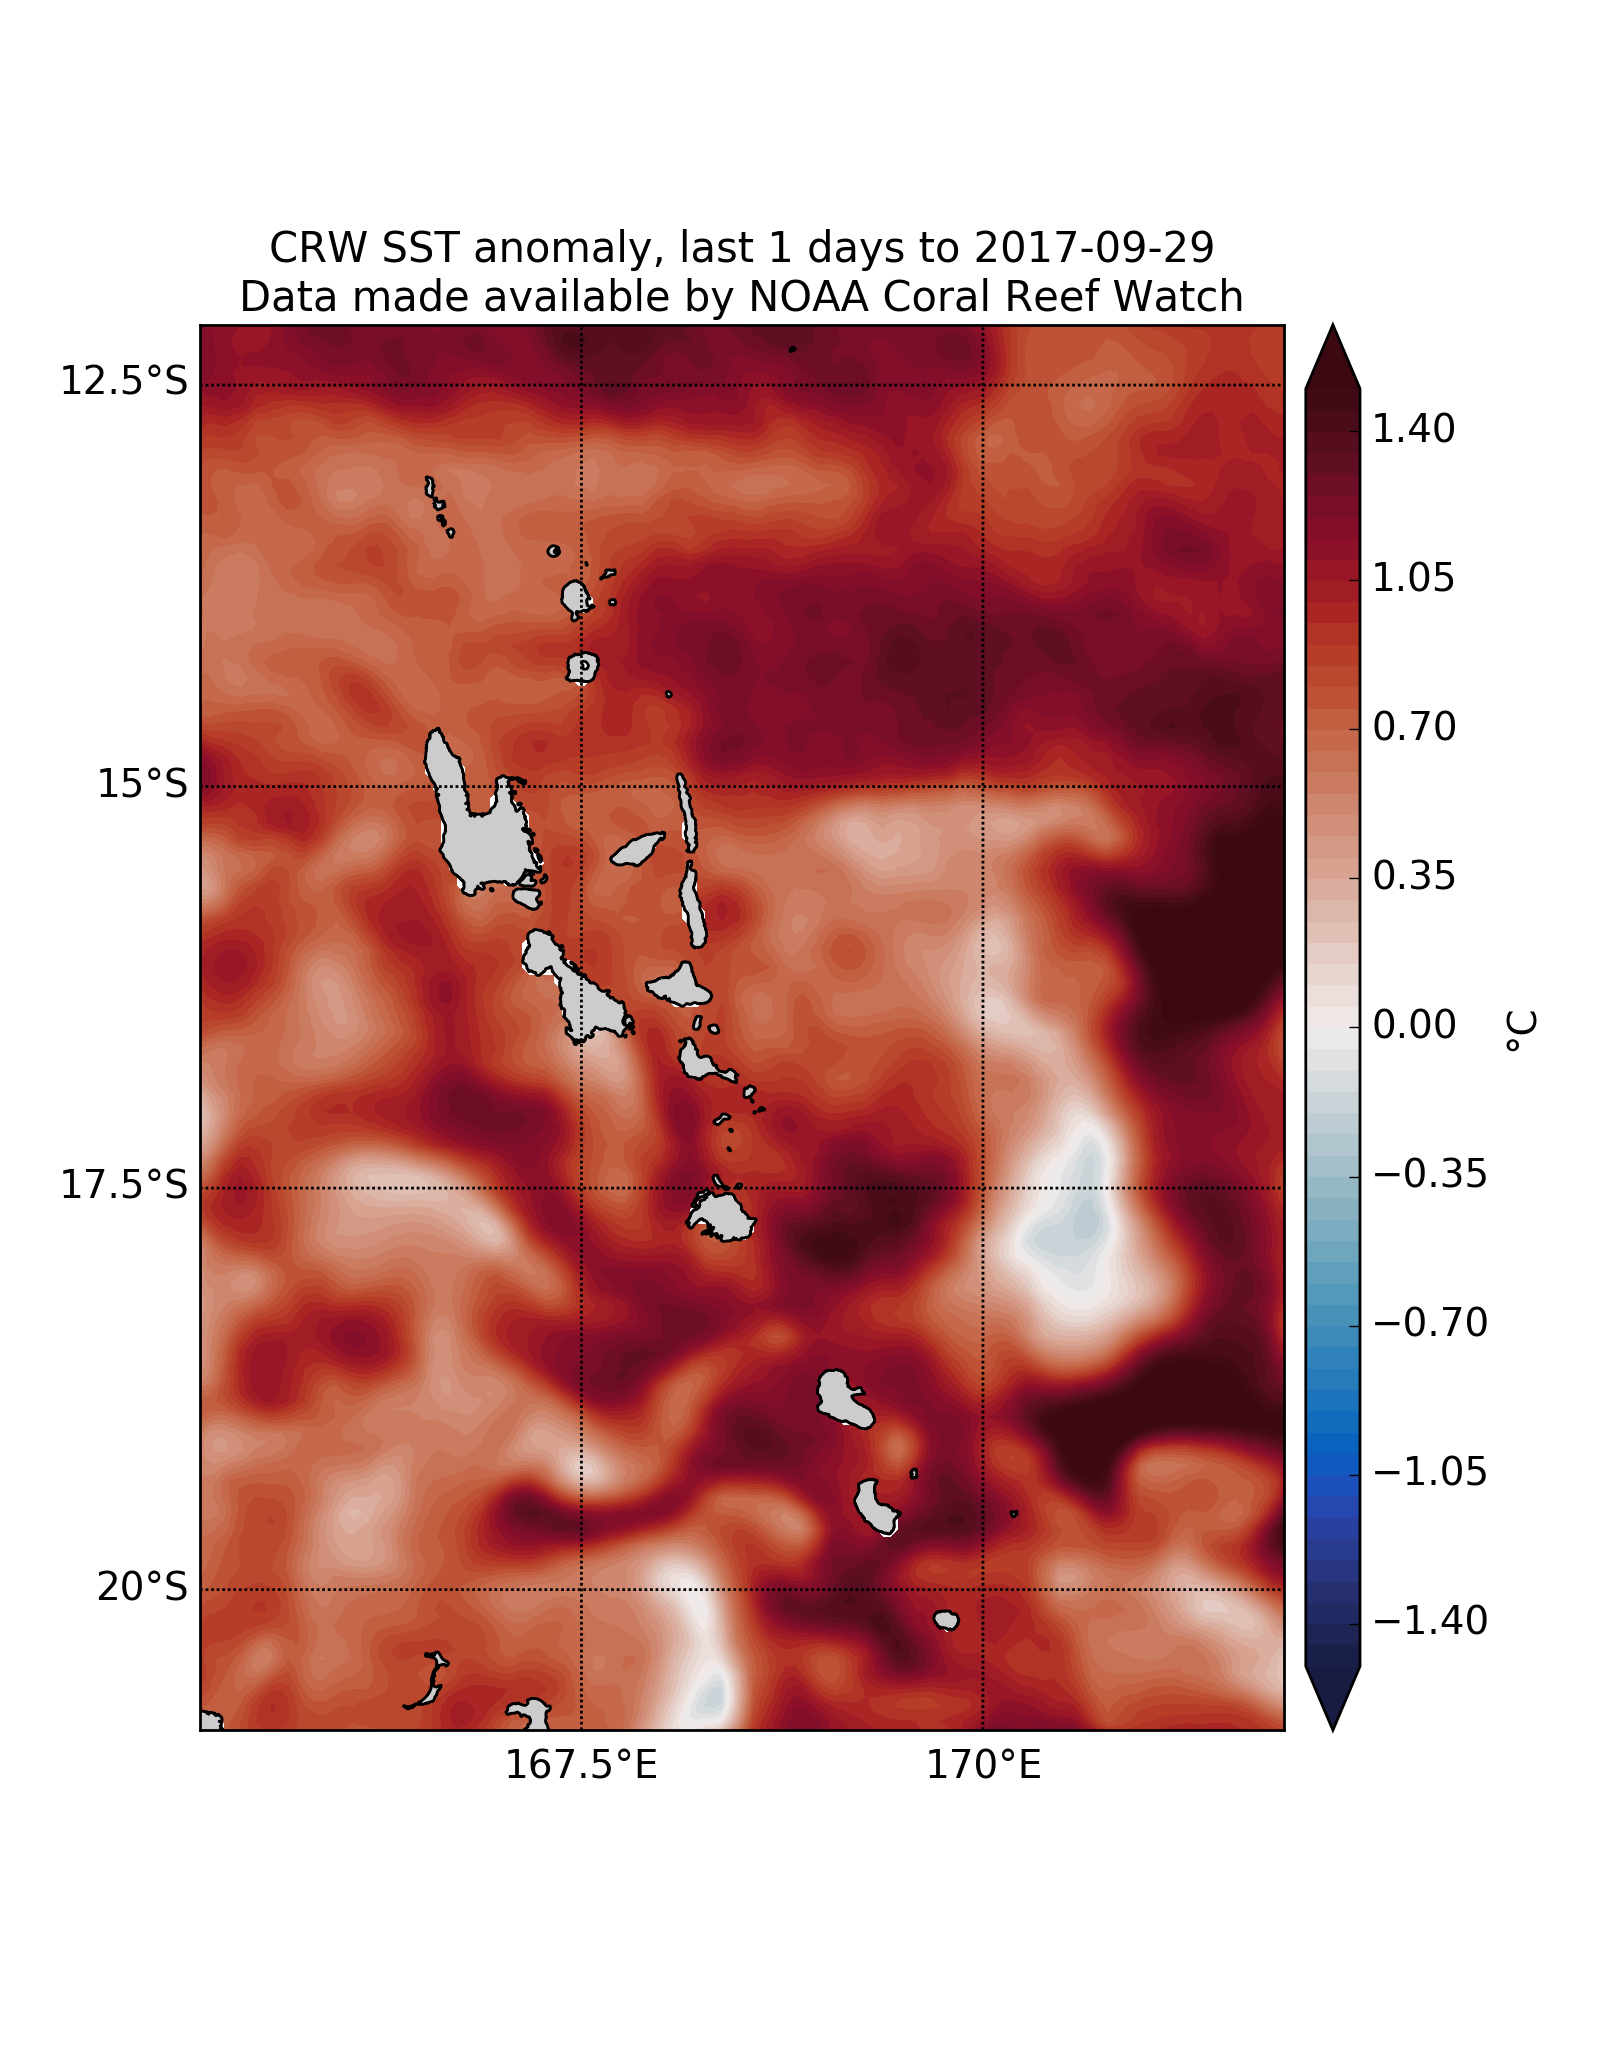 CRW SST anomaly, last 1 days to 2017-09-29
Data made available by NOAA Coral Reef Watch
12.5°S
15°S
17.5°S
20°S
167.5°E
170°E
1.40
1.05
0.70
0.35
0.00
−0.35
−0.70
−1.05
−1.40
°C